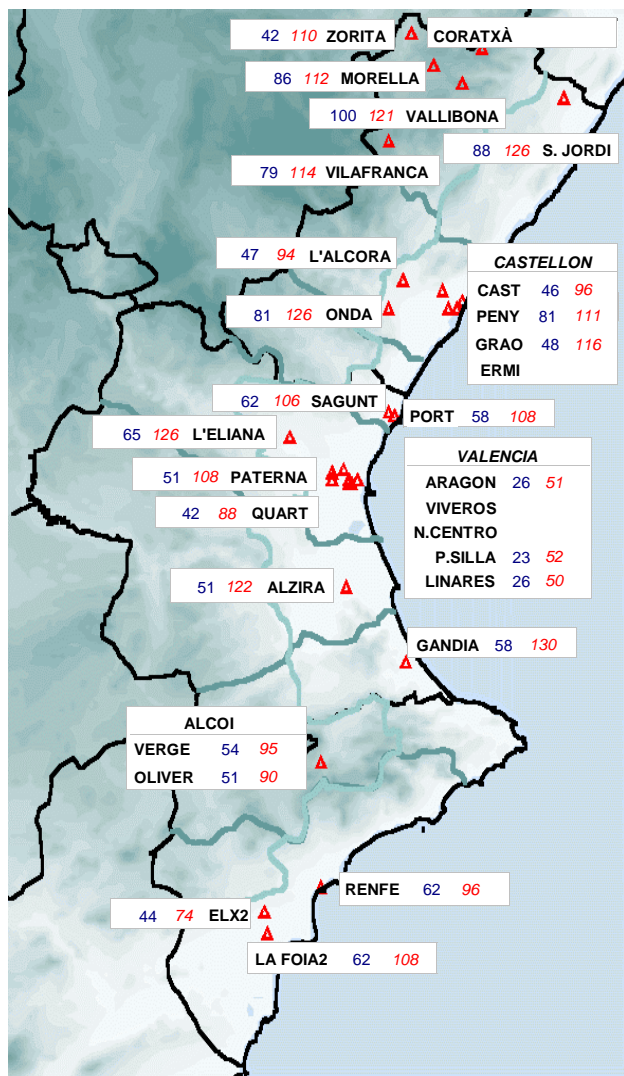 42 110 ZORITA
CORATXÀ
86 112 MORELLA
100 121 VALLIBONA
88 126 S. JORDI
79 114 VILAFRANCA
47 94 L'ALCORA
CASTELLON
CAST 46 96
PENY 81 111
GRAO 48 116
ERMI
81 126 ONDA
62 106 SAGUNT
PORT 58 108
65 126 L'ELIANA
VALENCIA
ARAGON 26 51
VIVEROS
N.CENTRO
P.SILLA 23 52
LINARES 26 50
51 108 PATERNA
42 88 QUART
51 122 ALZIRA
GANDIA 58 130
ALCOI
VERGE 54 95
OLIVER 51 90
RENFE 62 96
44 74 ELX2
LA FOIA2 62 108